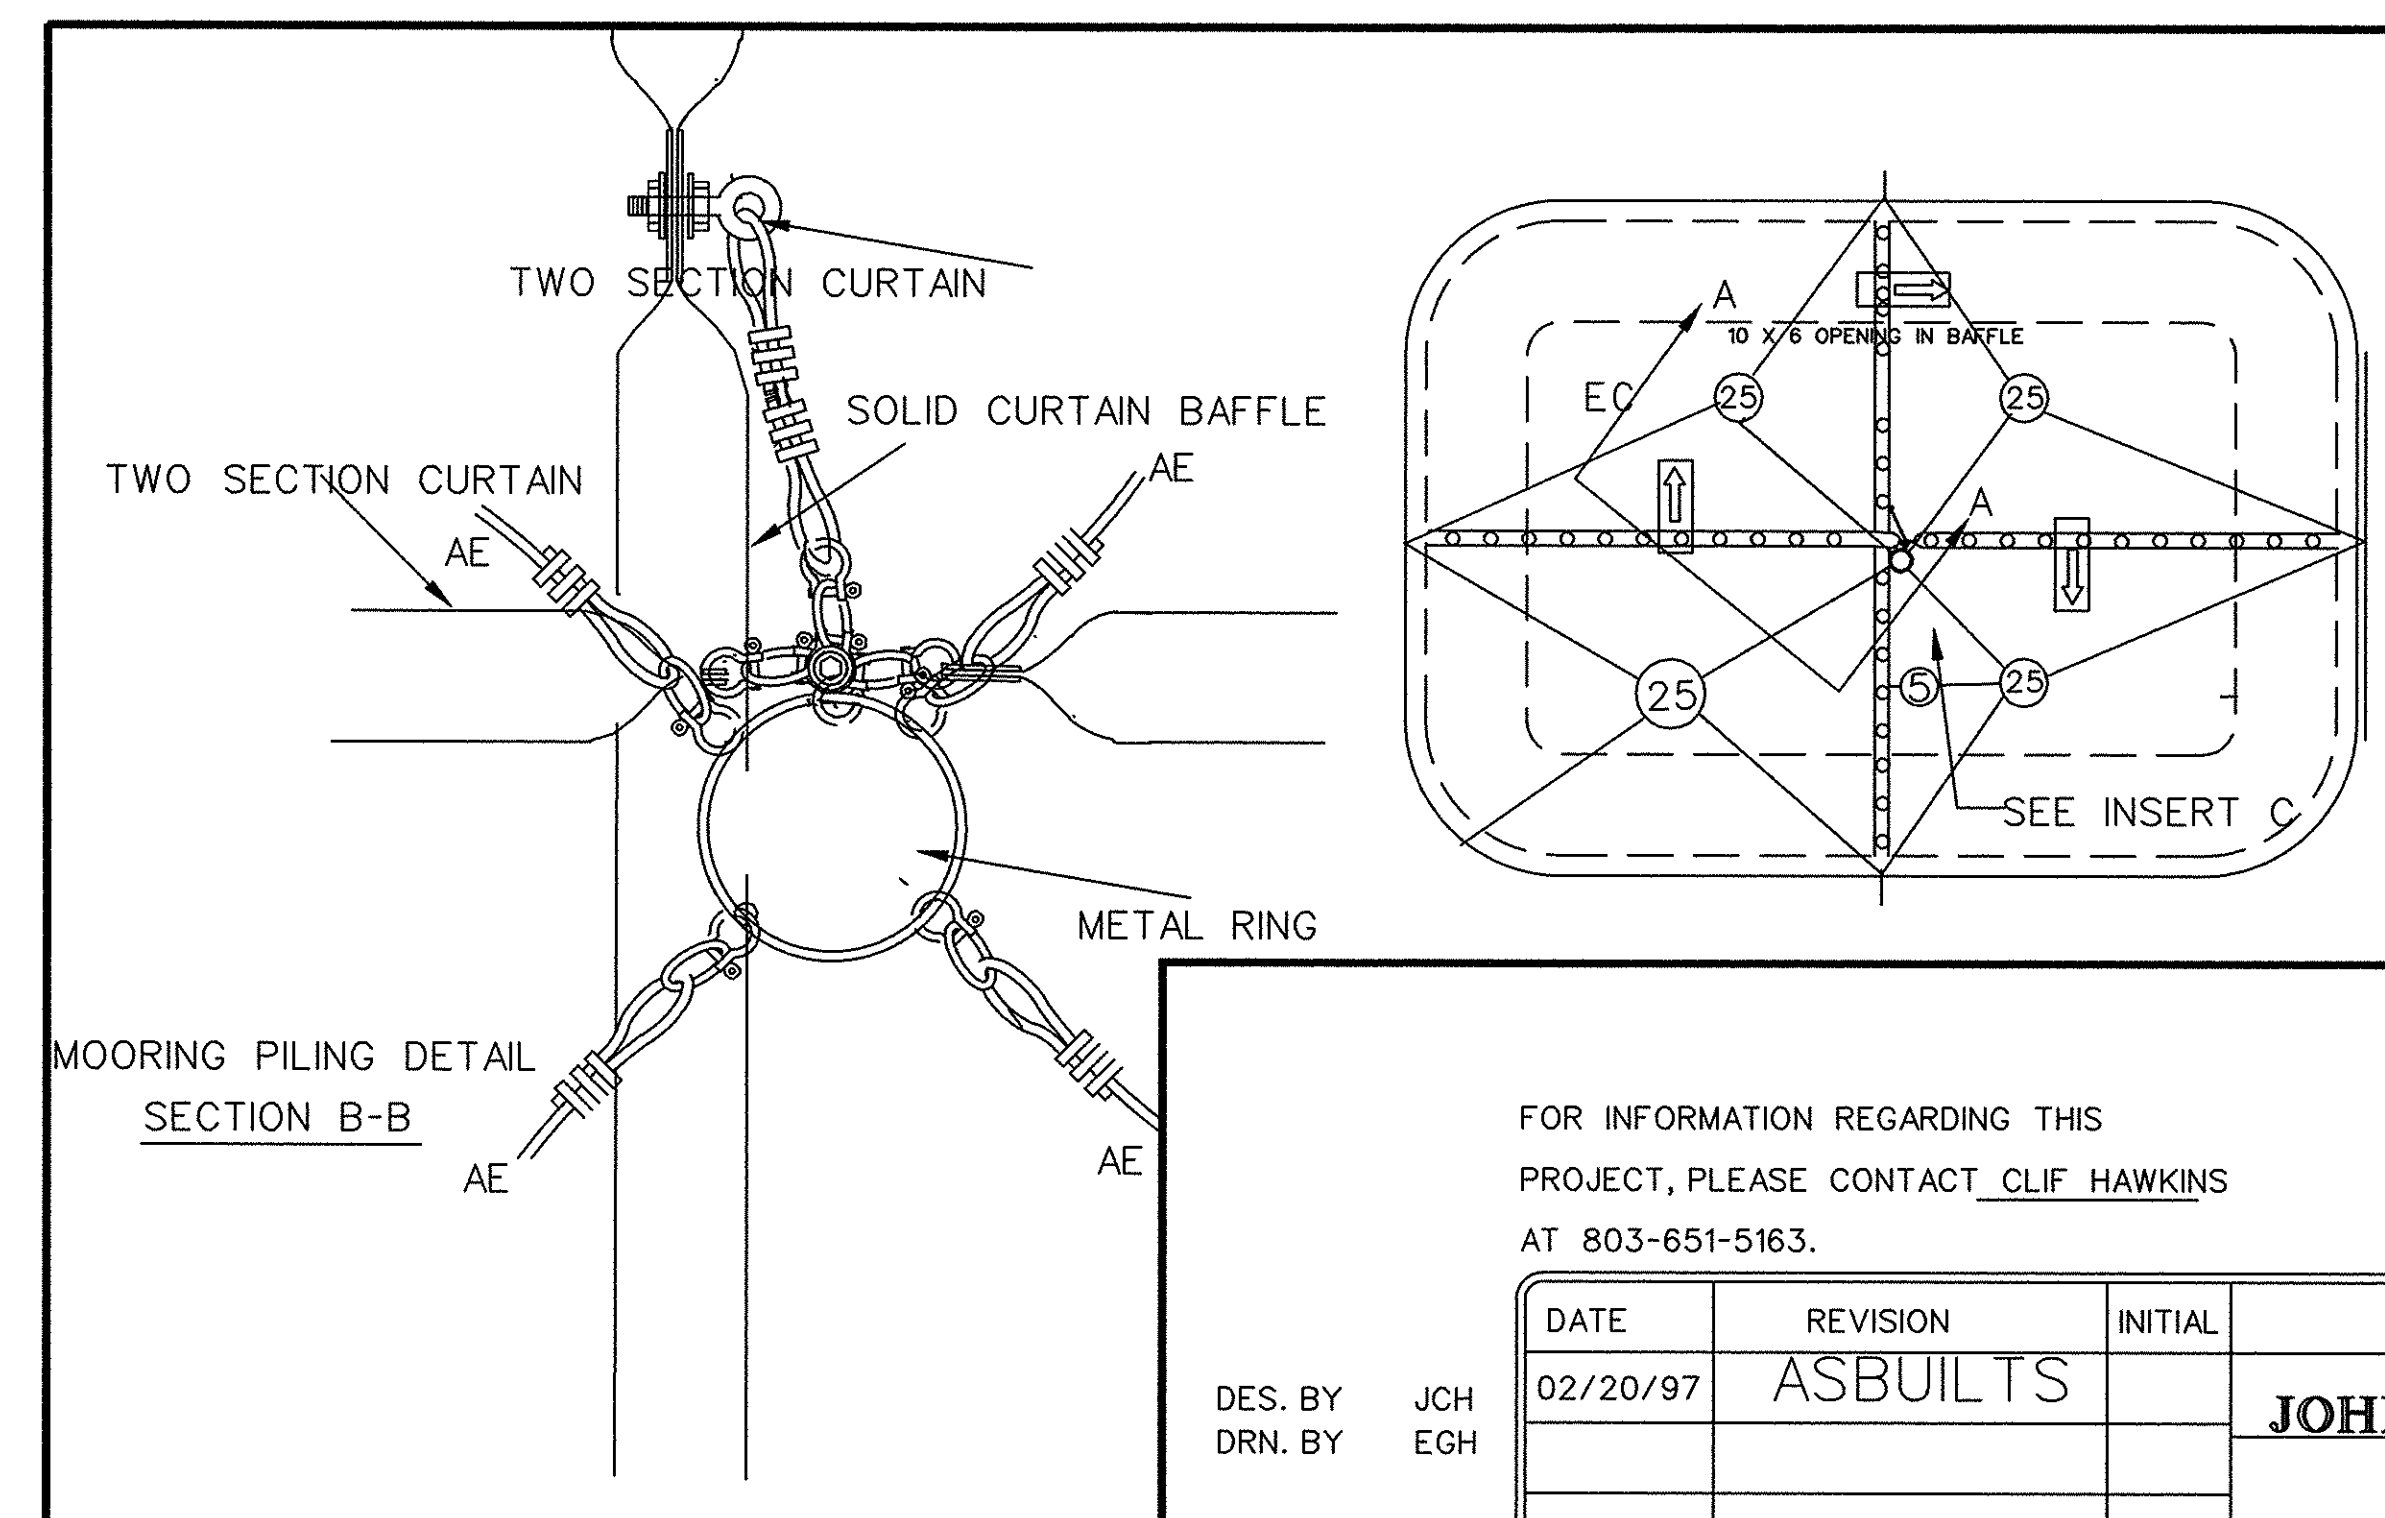 TWO SECTION CURTAIN
SOLID CURTAIN BAFFLE
TWO SECTION CURTAIN
AE
AE
METAL RING
MOORING PILING DETAIL
SECTION B-B
AE
AE
A
10 X 6 OPENING IN BAFFLE
EC
25
25
A
25
5
25
SEE INSERT C
FOR INFORMATION REGARDING THIS
PROJECT, PLEASE CONTACT CLIF HAWKINS
AT 803-651-5163.
DATE REVISION INITIAL
02/20/97 ASBUILTS
DES. BY JCH
DRN. BY EGH